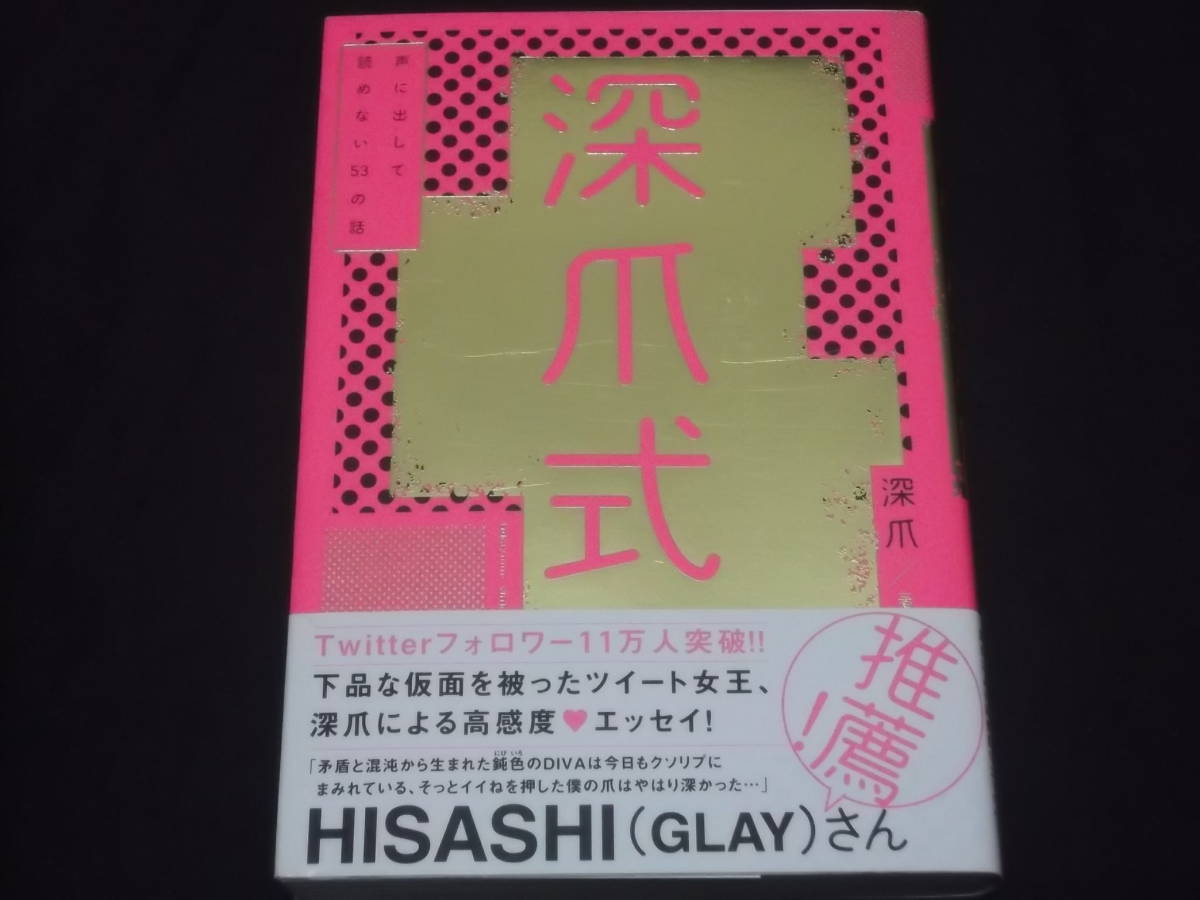 声に出して
読めない53の話
深爪式
深爪
Twitterフォロワー11万人突破!!
下品な仮面を被ったツイート女王、
深爪による高感度♥エッセイ!
「矛盾と混沌から生まれた鈍色のDIVAは今日もクソリプに
にびいろ
まみれている、そっとイイねを押した僕の爪はやはり深かった…」
HISASHI(GLAY)さん
推薦!